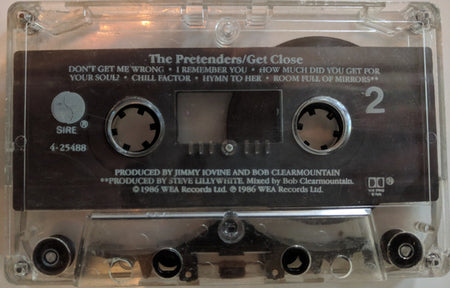 The Pretenders/Get Close
DON'T GET ME WRONG • I REMEMBER YOU • HOW MUCH DID YOU GET FOR
YOUR SOUL? • CHILL FACTOR • HYMN TO HER • ROOM FULL OF MIRRORS**
2
SIRE ®
4-25488
PRODUCED BY JIMMY IOVINE AND BOB CLEARMOUNTAIN
**PRODUCED BY STEVE LILLYWHITE. Mixed by Bob Clearmountain.
© 1986 WEA Records Ltd. ℗ 1986 WEA Records Ltd.